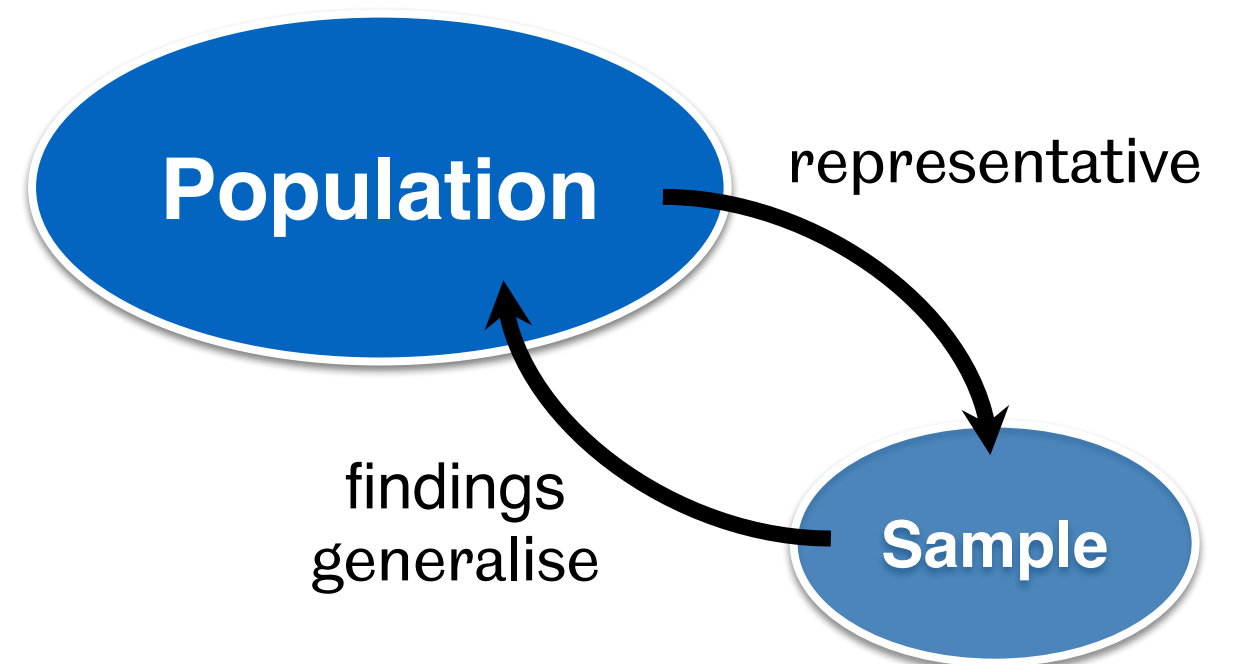 Population
representative
findings
generalise
Sample